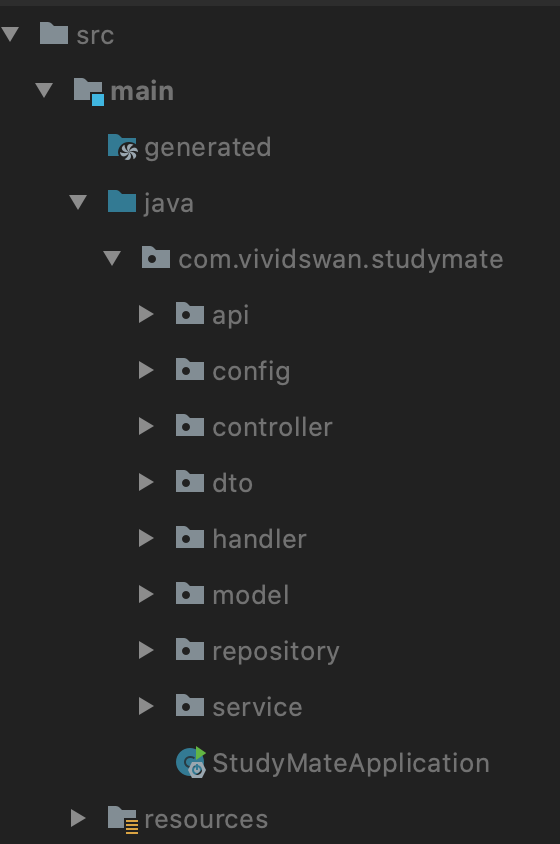 src
main
generated
java
com.vividswan.studymate
api
config
controller
dto
handler
model
repository
service
StudyMateApplication
resources